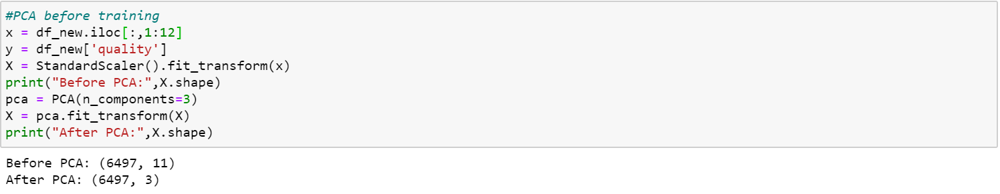 #PCA before training
x = df_new.iloc[:,1:12]
y = df_new['quality']
X = StandardScaler().fit_transform(x)
print("Before PCA:",X.shape)
pca = PCA(n_components=3)
X = pca.fit_transform(X)
print("After PCA:",X.shape)
Before PCA: (6497, 11)
After PCA: (6497, 3)